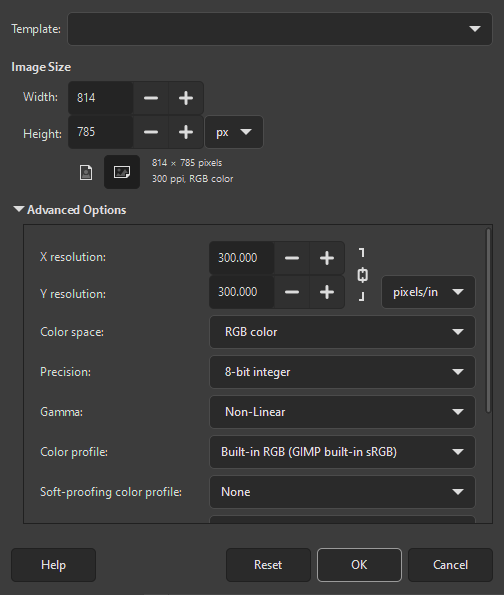 Template:
Image Size
Width: 814
Height: 785 px
814 × 785 pixels
300 ppi, RGB color
Advanced Options
X resolution: 300.000
Y resolution: 300.000 pixels/in
Color space: RGB color
Precision: 8-bit integer
Gamma: Non-Linear
Color profile: Built-in RGB (GIMP built-in sRGB)
Soft-proofing color profile: None
Help Reset OK Cancel